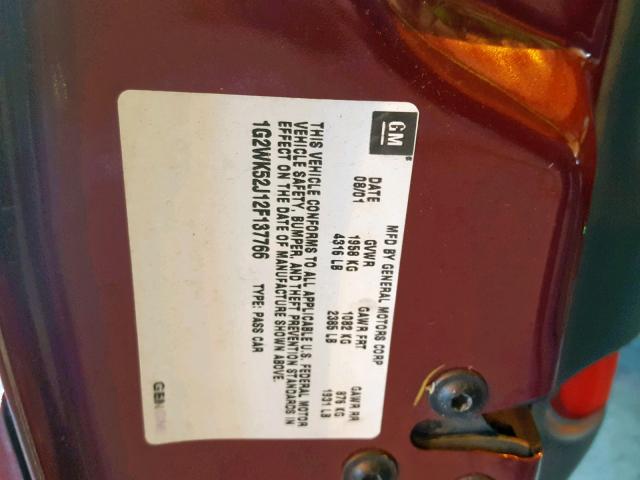 GM
MFD BY GENERAL MOTORS CORP
DATE GVWR GAWR FRT GAWR RR
08/01 1958 KG 1082 KG 876 KG
4316 LB 2385 LB 1931 LB
THIS VEHICLE CONFORMS TO ALL APPLICABLE U.S. FEDERAL MOTOR
VEHICLE SAFETY, BUMPER, AND THEFT PREVENTION STANDARDS IN
EFFECT ON THE DATE OF MANUFACTURE SHOWN ABOVE.
1G2WK52J12F137766 TYPE: PASS CAR